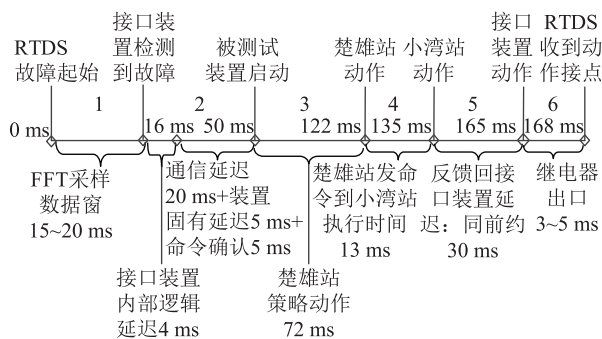 RTDS
故障起始
接口装
置检测
到故障
被测试
装置启动
楚雄站
动作
小湾站
动作
接口
装置
动作
RTDS
收到动
作接点
1
2
3
4
5
6
0 ms
16 ms
50 ms
122 ms
135 ms
165 ms
168 ms
FFT采样
数据窗
15~20 ms
接口装置
内部逻辑
延迟4 ms
通信延迟
20 ms+装置
固有延迟5 ms+
命令确认5 ms
楚雄站
策略动作
72 ms
楚雄站发命
令到小湾站
执行时间
13 ms
反馈回接
口装置延
迟：同前约
30 ms
继电器
出口
3~5 ms